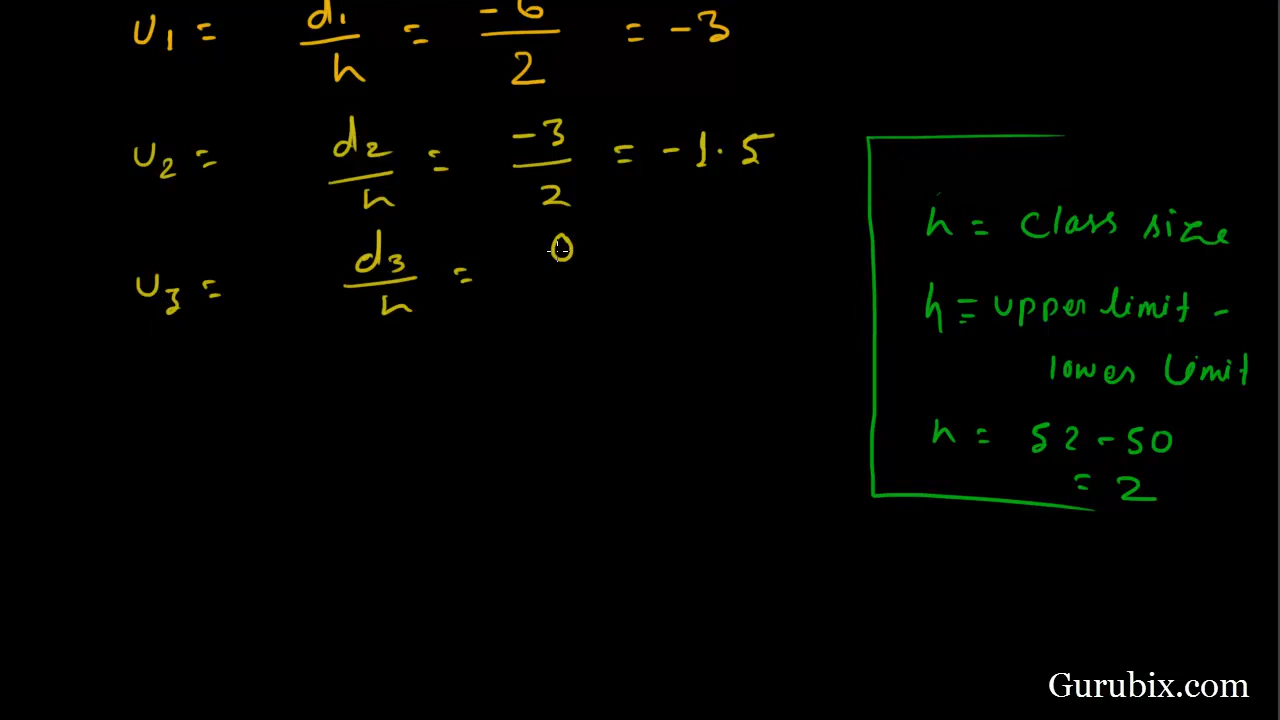 u1 = d1/h = -6/2 = -3
u2 = d2/h = -3/2 = -1.5
u3 = d3/h = 0
h = class size
h = upper limit -
lower limit
h = 52 - 50
= 2
Gurubix.com